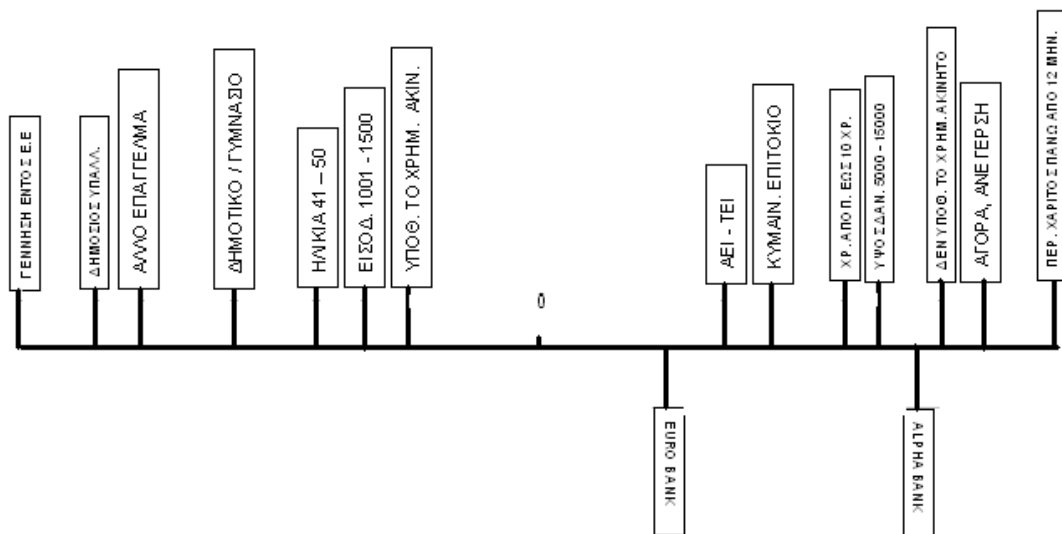 ΓΕΝΝΗΣΗ ΕΝΤΟΣ Ε.Ε
ΔΗΜΟΣΙΟΣ ΥΠΑΛΛ.
ΑΛΛΟ ΕΠΑΓΓΕΛΜΑ
ΔΗΜΟΤΙΚΟ / ΓΥΜΝΑΣΙΟ
ΗΛΙΚΙΑ 41 – 50
ΕΙΣΟΔ. 1001 - 1500
ΥΠΟΘ. ΤΟ ΧΡΗΜ. ΑΚΙΝ.
0
ΑΕΙ - ΤΕΙ
ΚΥΜΑΙΝ. ΕΠΙΤΟΚΙΟ
ΧΡ. ΑΠΟΠ. ΕΩΣ 10 ΧΡ.
ΥΨΟΣ ΔΑΝ. 5000 - 15000
ΔΕΝ ΥΠΟΘ. ΤΟ ΧΡΗΜ. ΑΚΙΝΗΤΟ
ΑΓΟΡΑ, ΑΝΕΓΕΡΣΗ
ΠΕΡ. ΧΑΡΙΤΟΣ ΠΑΝΩ ΑΠΟ 12 ΜΗΝ.
EURO BANK
ALPHA BANK